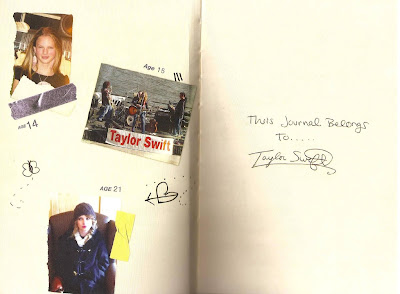 AGE 14
Age 15
Taylor Swift
AGE 21
This Journal Belongs
To.....
Taylor Swift